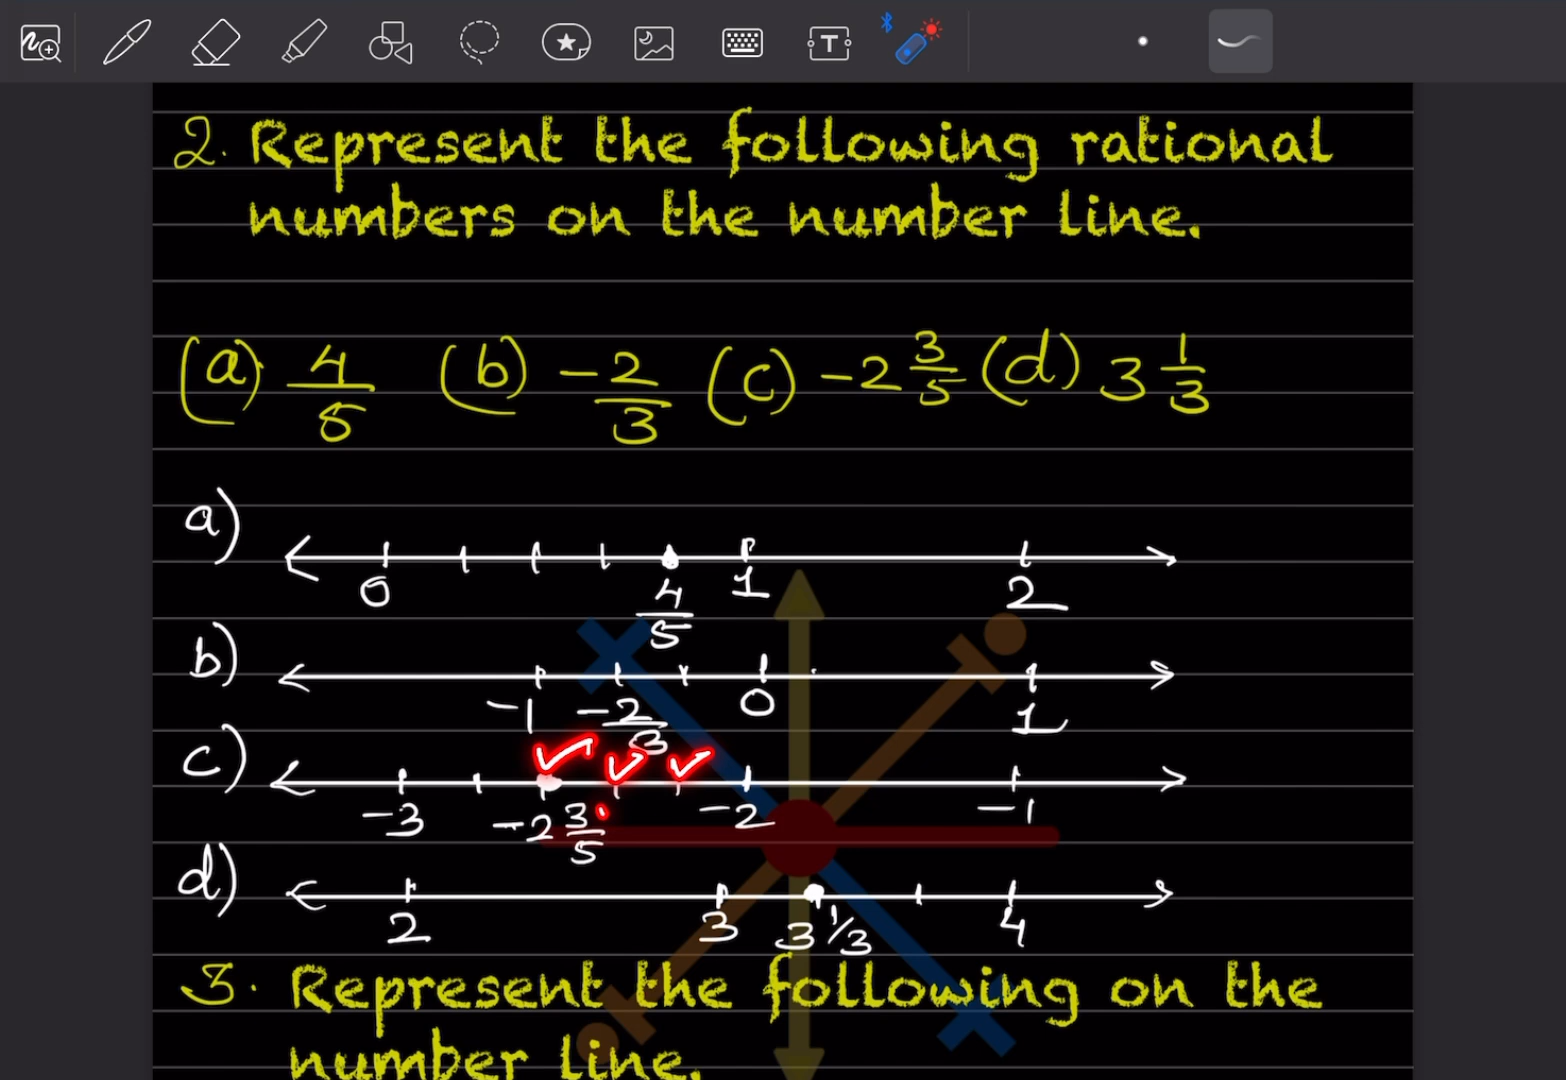 2. Represent the following rational
numbers on the number line.
(a) 4/5 (b) -2/3 (c) -2 3/5 (d) 3 1/3
a)
0 4/5 1 2
b)
-1 -2/3 0 1
c)
-3 -2 3/5 -2 -1
d)
2 3 3 1/3 4
3. Represent the following on the
number line.